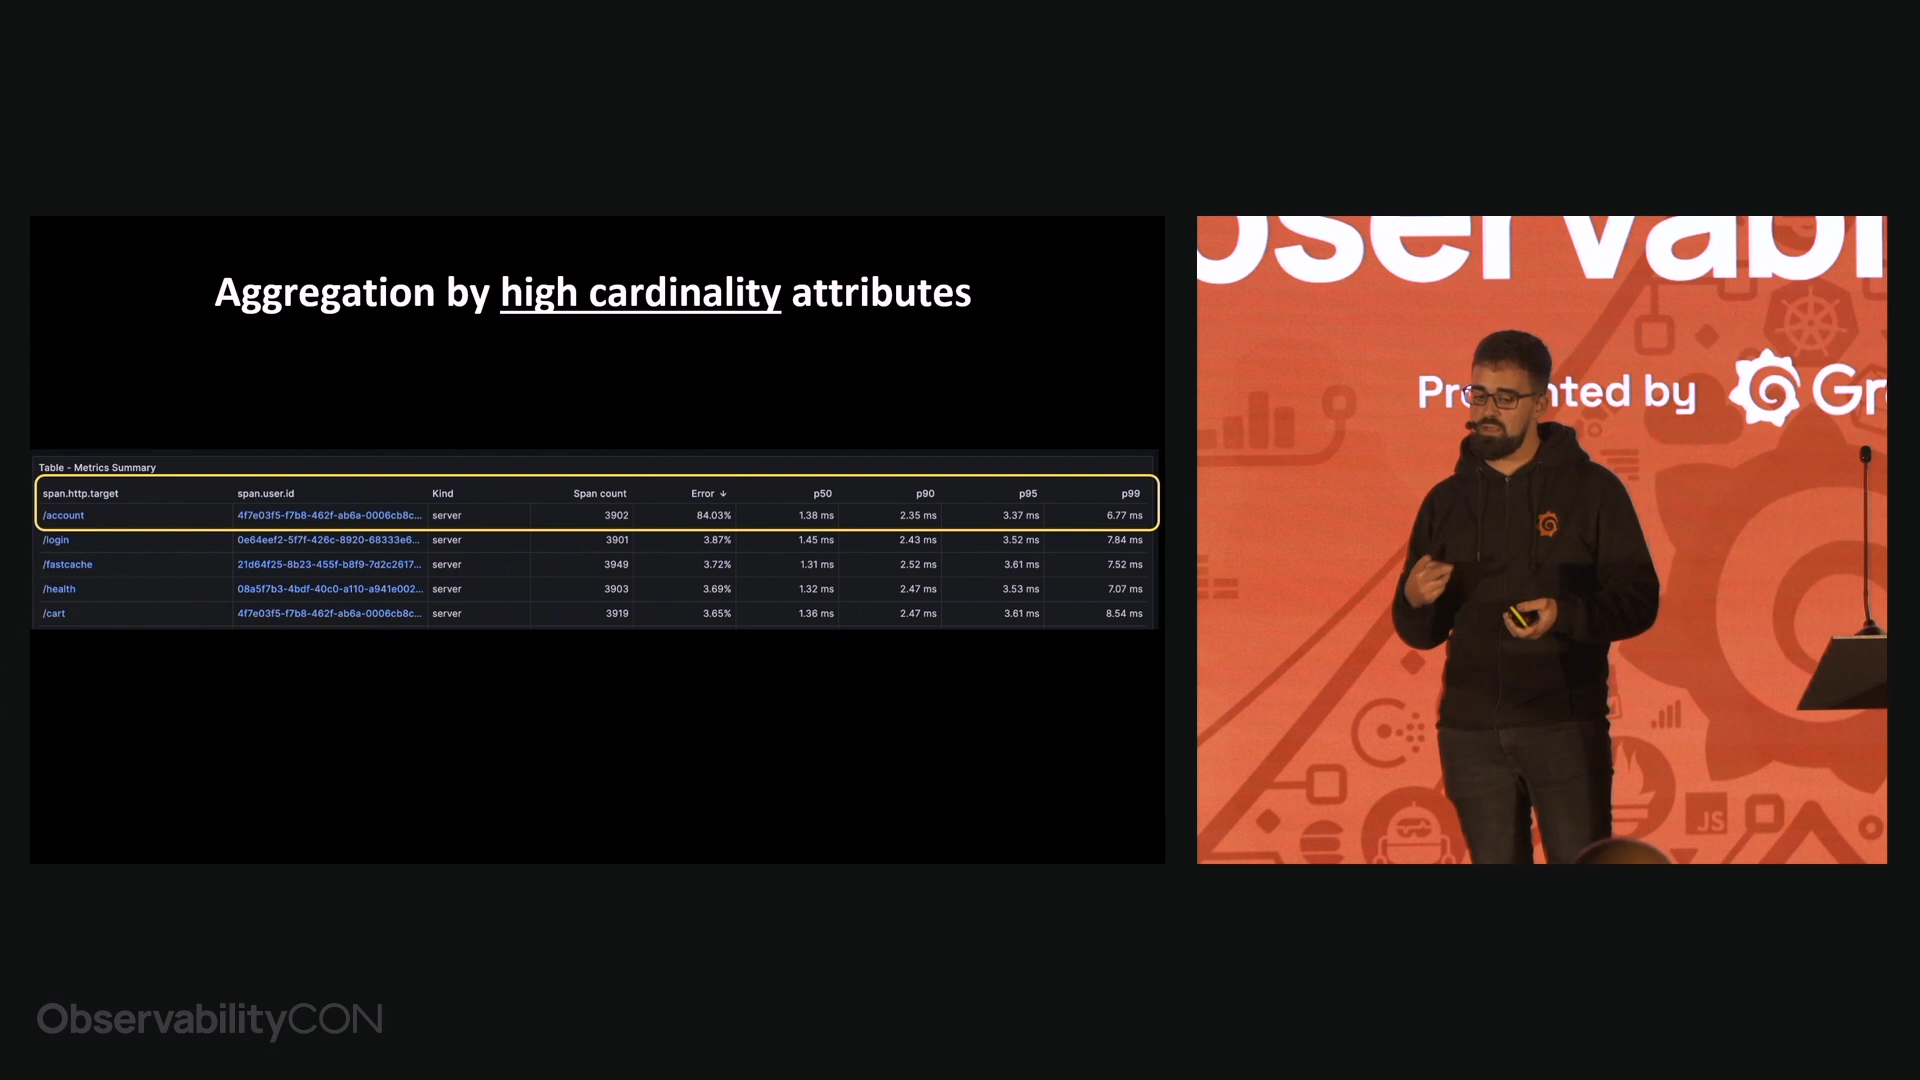 Aggregation by high cardinality attributes
Table - Metrics Summary
span.http.target span.user.id Kind Span count Error ↓ p50 p90 p95 p99
/account 4f7e03f5-f7b8-462f-ab6a-0006cb8c... server 3902 84.03% 1.38 ms 2.35 ms 3.37 ms 6.77 ms
/login 0e64eef2-5f7f-426c-8920-68333e6... server 3901 3.87% 1.45 ms 2.43 ms 3.52 ms 7.84 ms
/fastcache 21d64f25-8b23-455f-b8f9-7d2c2617... server 3949 3.72% 1.31 ms 2.52 ms 3.61 ms 7.52 ms
/health 08a5f7b3-4bdf-40c0-a110-a941e002... server 3903 3.69% 1.32 ms 2.47 ms 3.53 ms 7.07 ms
/cart 4f7e03f5-f7b8-462f-ab6a-0006cb8c... server 3919 3.65% 1.36 ms 2.47 ms 3.61 ms 8.54 ms
bservabi
Pr nted by Gr
JS
ObservabilityCON